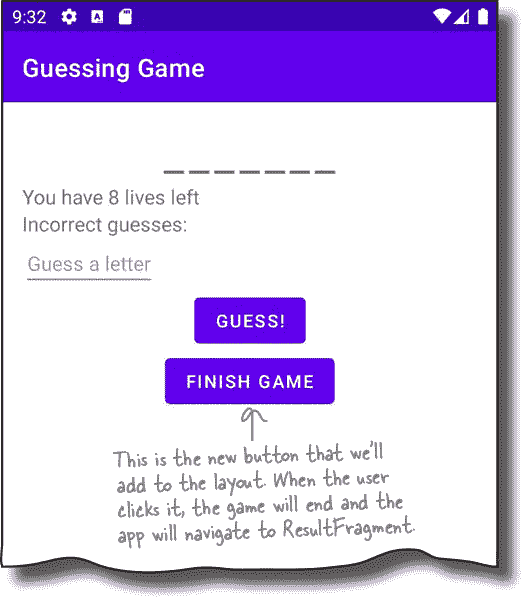 9:32
Guessing Game
_ _ _ _ _ _ _
You have 8 lives left
Incorrect guesses:
Guess a letter
GUESS!
FINISH GAME
This is the new button that we'll
add to the layout. When the user
clicks it, the game will end and the
app will navigate to ResultFragment.